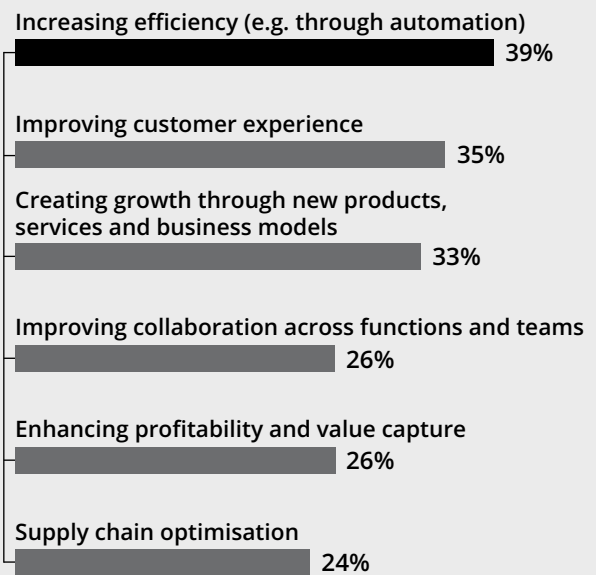 Increasing efficiency (e.g. through automation)
39%
Improving customer experience
35%
Creating growth through new products,
services and business models
33%
Improving collaboration across functions and teams
26%
Enhancing profitability and value capture
26%
Supply chain optimisation
24%